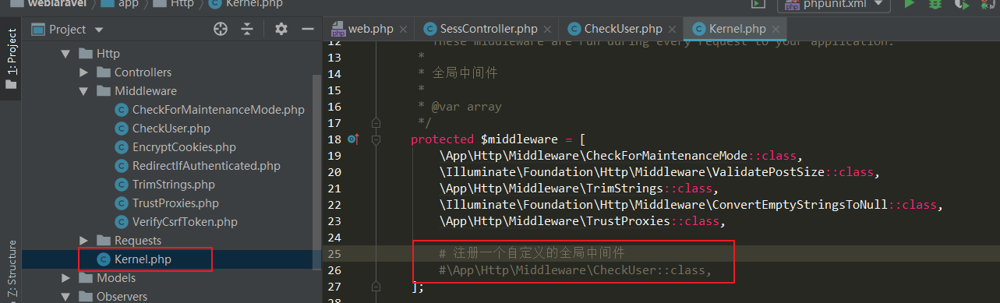 weblaravel app Http Kernel.php phpunit.xml
1: Project
Project
web.php SessController.php CheckUser.php Kernel.php
Http
Controllers
Middleware
CheckForMaintenanceMode.php
CheckUser.php
EncryptCookies.php
RedirectIfAuthenticated.php
TrimStrings.php
TrustProxies.php
VerifyCsrfToken.php
Requests
Kernel.php
Models
Observers
Z: Structure
12 * These middleware are run during every request to your application.
13 *
14 * 全局中间件
15 *
16 * @var array
17 */
18 protected $middleware = [
19 \App\Http\Middleware\CheckForMaintenanceMode::class,
20 \Illuminate\Foundation\Http\Middleware\ValidatePostSize::class,
21 \App\Http\Middleware\TrimStrings::class,
22 \Illuminate\Foundation\Http\Middleware\ConvertEmptyStringsToNull::class,
23 \App\Http\Middleware\TrustProxies::class,
24
25 # 注册一个自定义的全局中间件
26 #\App\Http\Middleware\CheckUser::class,
27 ];
28